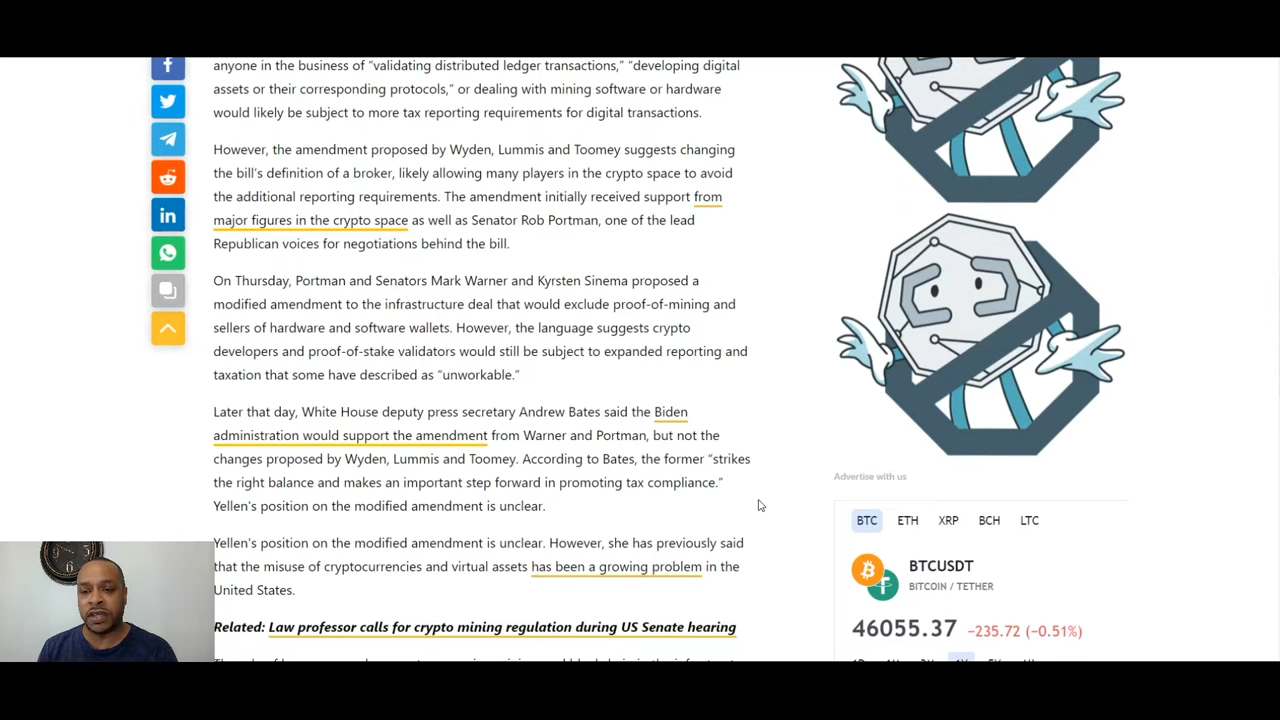 anyone in the business of “validating distributed ledger transactions,” “developing digital
assets or their corresponding protocols,” or dealing with mining software or hardware
would likely be subject to more tax reporting requirements for digital transactions.
However, the amendment proposed by Wyden, Lummis and Toomey suggests changing
the bill’s definition of a broker, likely allowing many players in the crypto space to avoid
the additional reporting requirements. The amendment initially received support from
major figures in the crypto space as well as Senator Rob Portman, one of the lead
Republican voices for negotiations behind the bill.
On Thursday, Portman and Senators Mark Warner and Kyrsten Sinema proposed a
modified amendment to the infrastructure deal that would exclude proof-of-mining and
sellers of hardware and software wallets. However, the language suggests crypto
developers and proof-of-stake validators would still be subject to expanded reporting and
taxation that some have described as “unworkable.”
Later that day, White House deputy press secretary Andrew Bates said the Biden
administration would support the amendment from Warner and Portman, but not the
changes proposed by Wyden, Lummis and Toomey. According to Bates, the former “strikes
the right balance and makes an important step forward in promoting tax compliance.”
Yellen's position on the modified amendment is unclear.
Yellen's position on the modified amendment is unclear. However, she has previously said
that the misuse of cryptocurrencies and virtual assets has been a growing problem in the
United States.
Related: Law professor calls for crypto mining regulation during US Senate hearing
Advertise with us
BTC ETH XRP BCH LTC
BTCUSDT
BITCOIN / TETHER
46055.37 −235.72 (−0.51%)